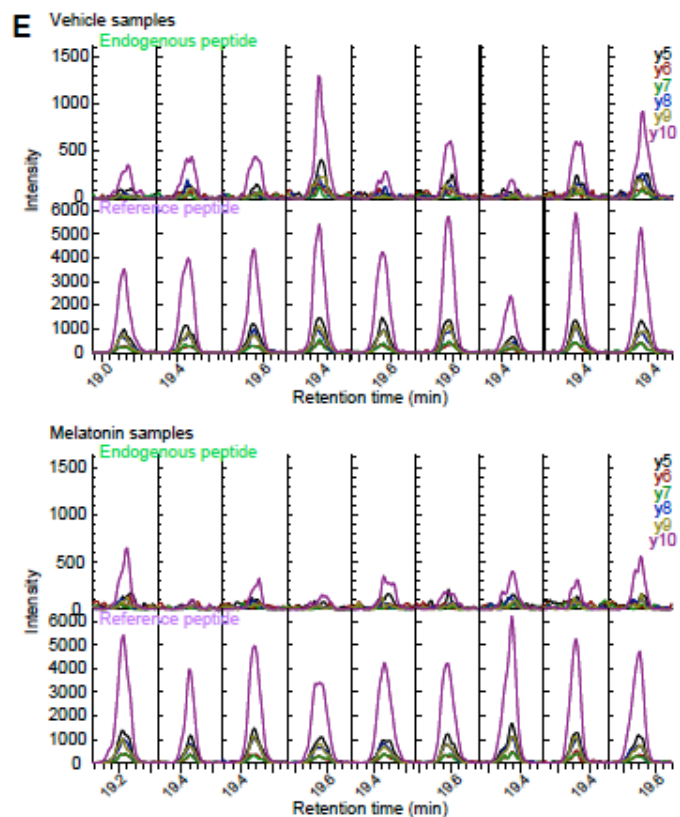 E
Vehicle samples
Endogenous peptide
1500
1000
500
0
Intensity
y5
y6
y7
y8
y9
y10
Reference peptide
6000
5000
4000
3000
2000
1000
0
19.0 19.4 19.6 19.4 19.4 19.6 19.4 19.4 19.4
Retention time (min)
Melatonin samples
Endogenous peptide
1500
1000
500
0
Intensity
y5
y6
y7
y8
y9
y10
Reference peptide
6000
5000
4000
3000
2000
1000
0
19.2 19.4 19.4 19.6 19.4 19.6 19.4 19.4 19.6
Retention time (min)